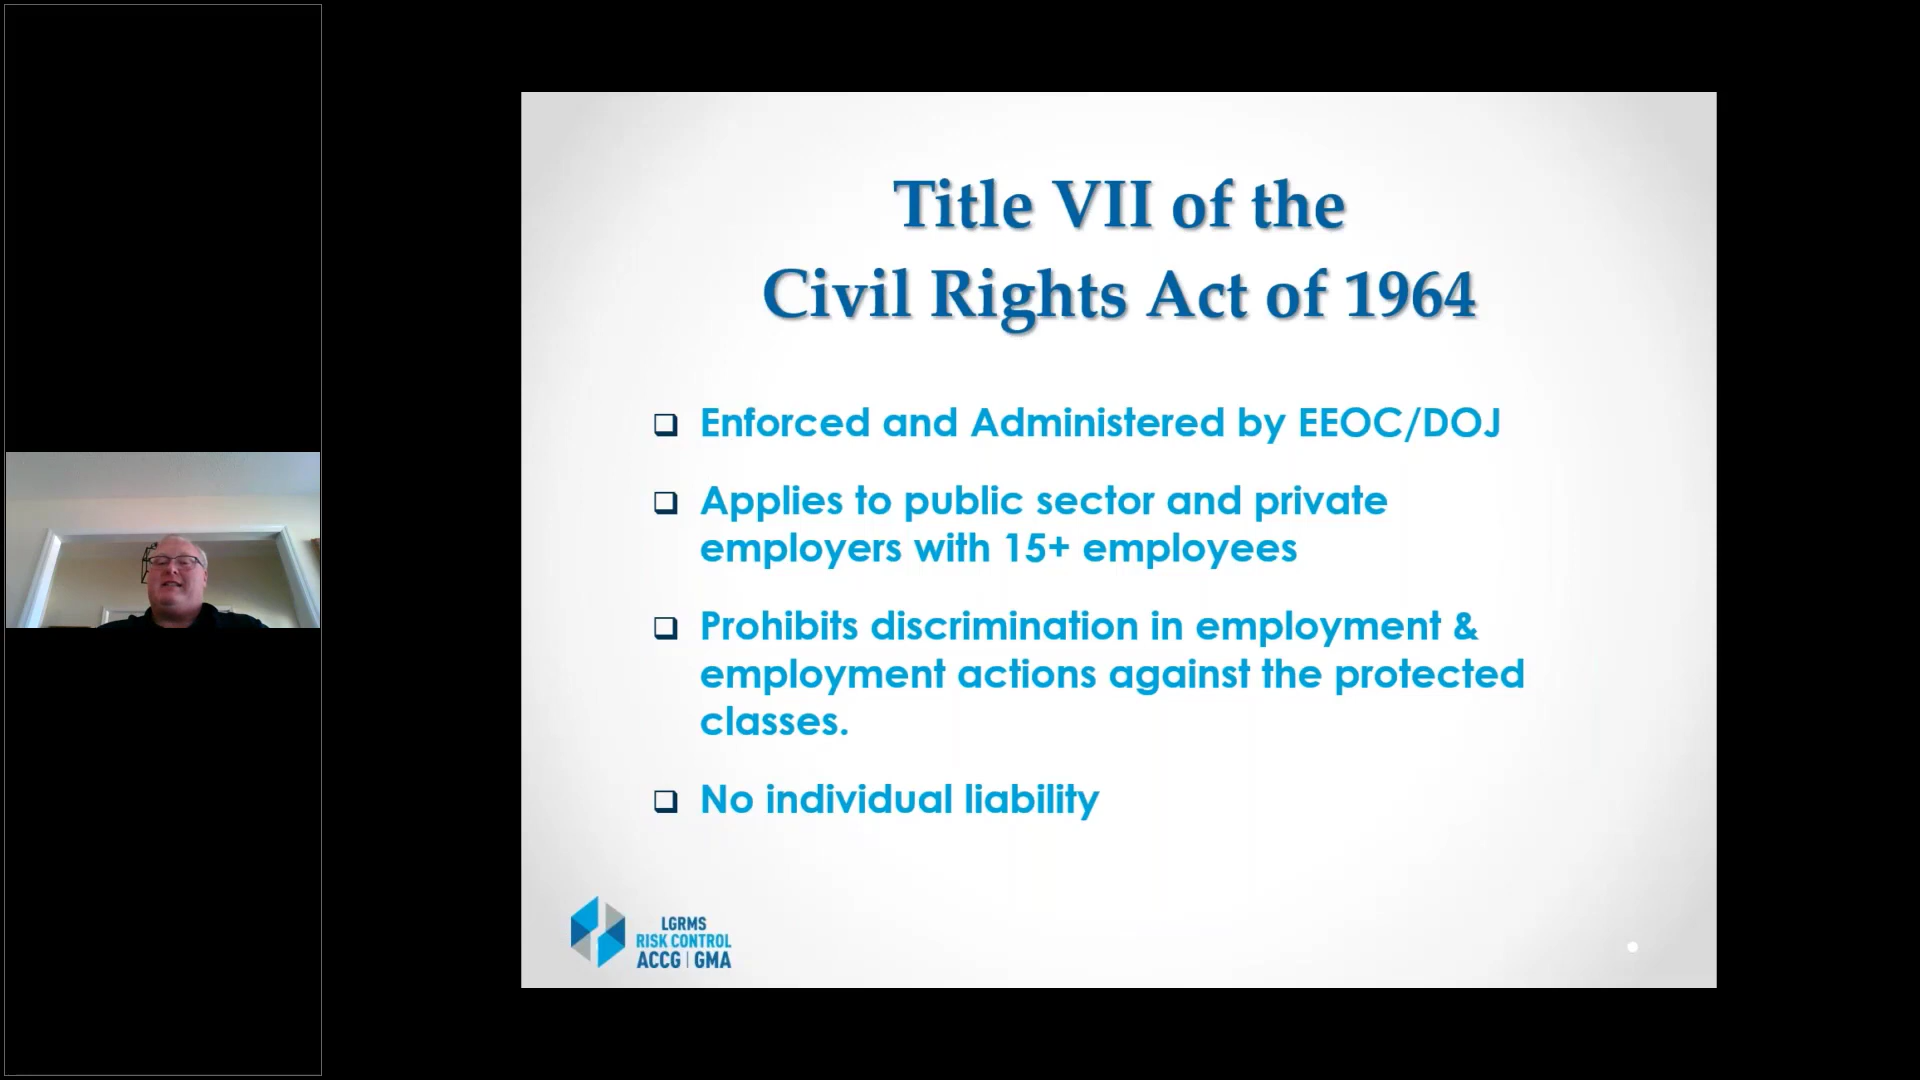 Title VII of the
Civil Rights Act of 1964
Enforced and Administered by EEOC/DOJ
Applies to public sector and private
employers with 15+ employees
Prohibits discrimination in employment &
employment actions against the protected
classes.
No individual liability
LGRMS
RISK CONTROL
ACCG | GMA